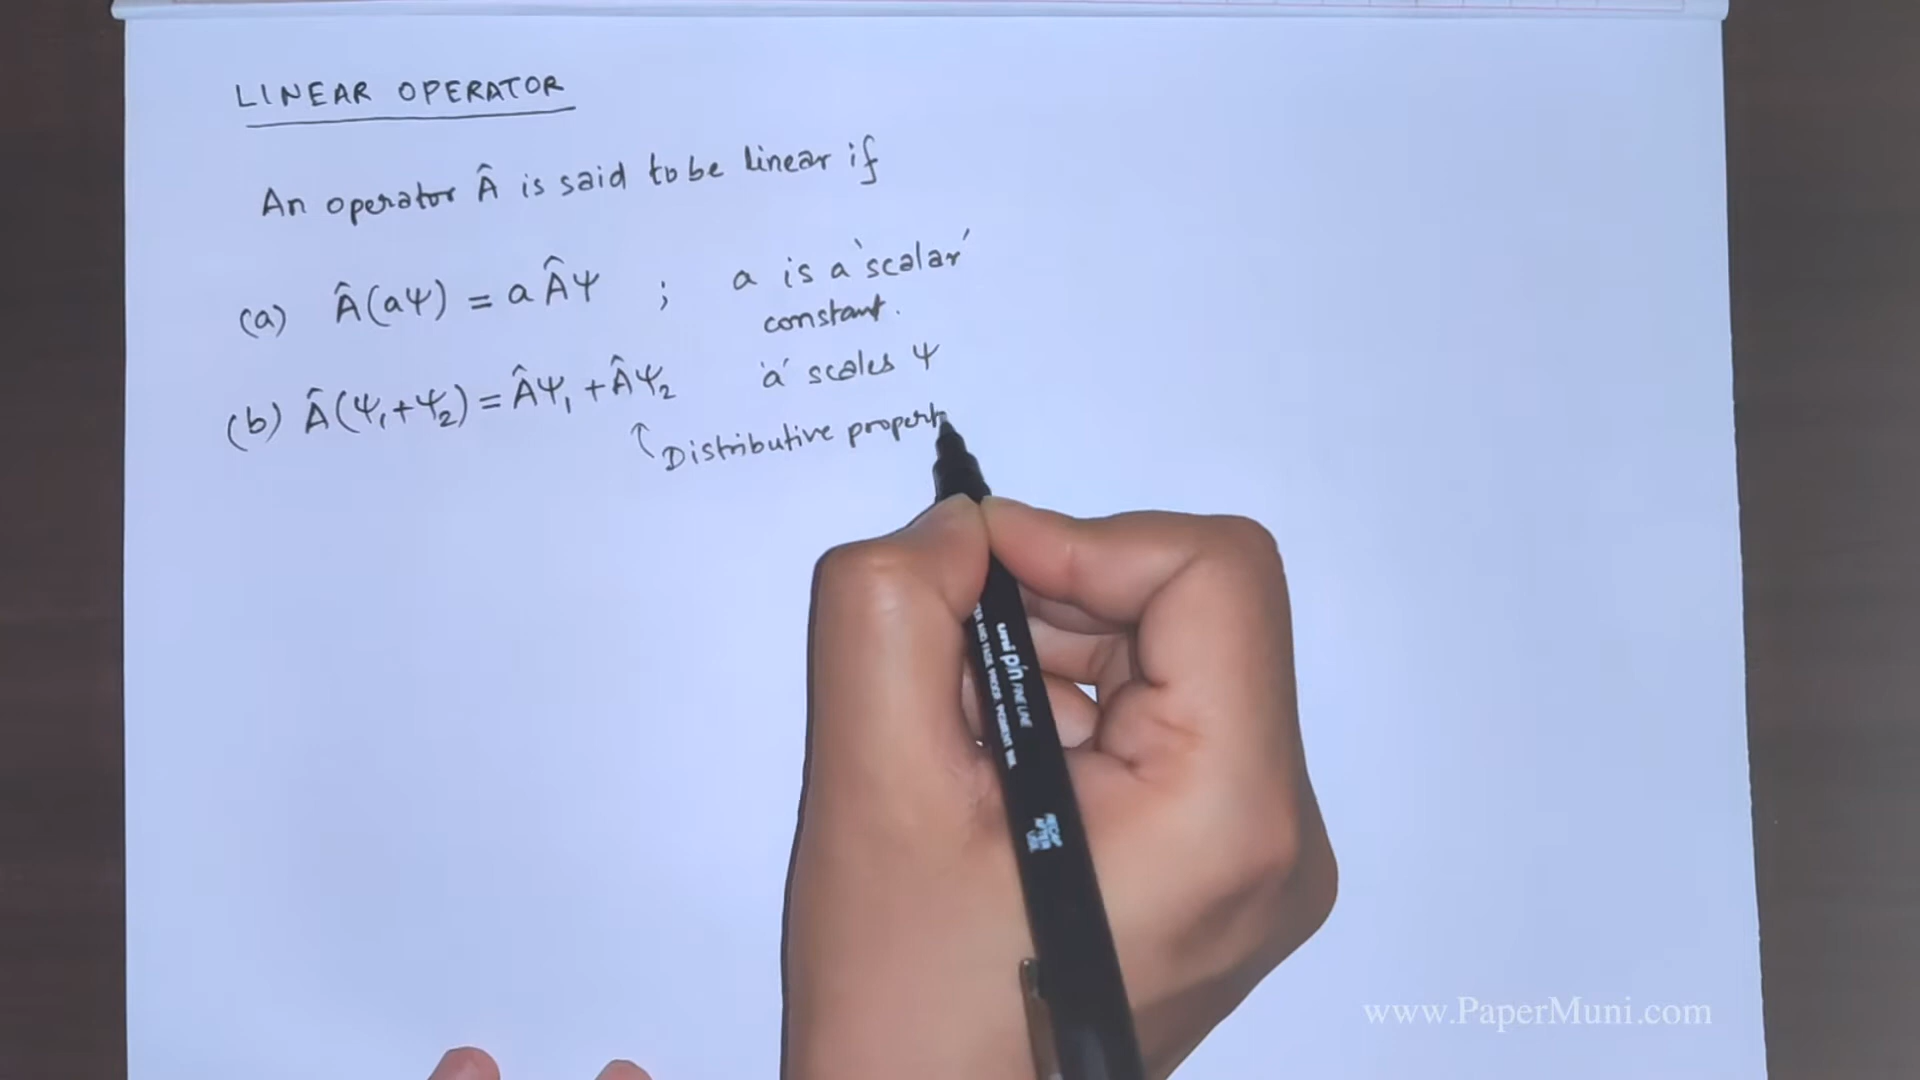 LINEAR OPERATOR
An operator Â is said to be linear if
(a) Â(aΨ) = aÂΨ ; a is a 'scalar'
constant.
(b) Â(Ψ₁+Ψ₂) = ÂΨ₁ + ÂΨ₂ 'a' scales Ψ
Distributive propert
uni pin FINE LINE
www.PaperMuni.com